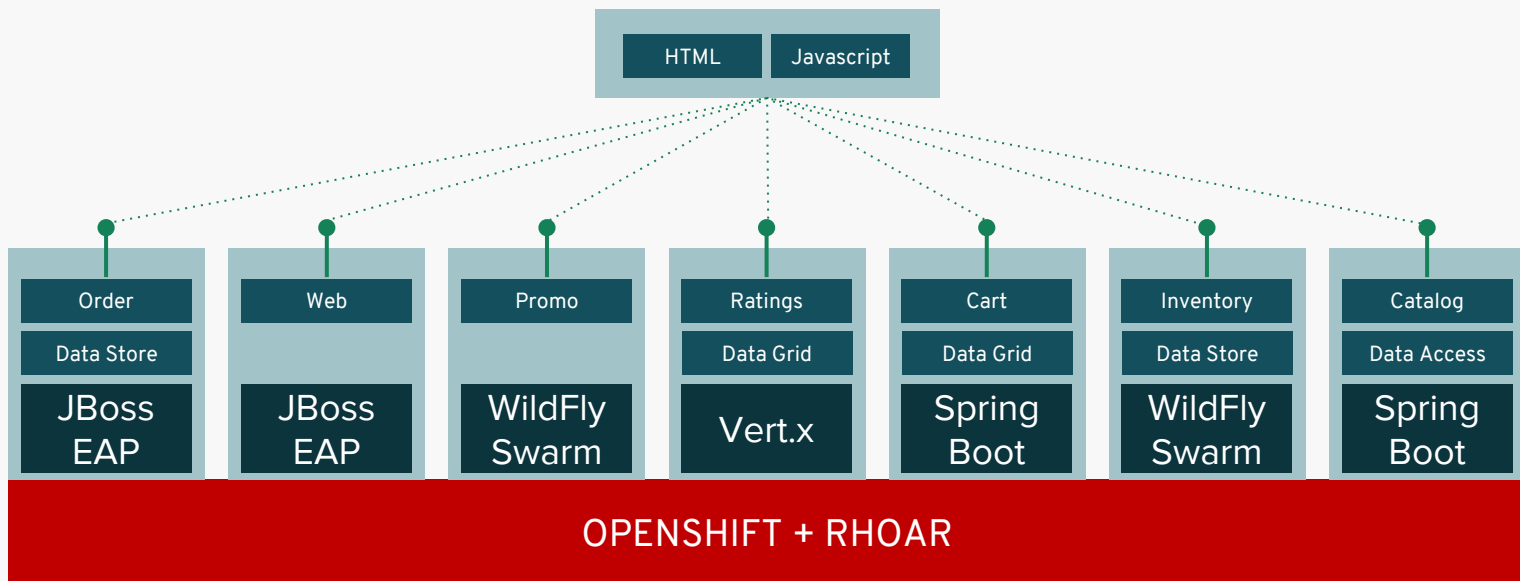 HTML
Javascript
Order
Web
Promo
Ratings
Cart
Inventory
Catalog
Data Store
Data Grid
Data Grid
Data Store
Data Access
JBoss
EAP
JBoss
EAP
WildFly
Swarm
Vert.x
Spring
Boot
WildFly
Swarm
Spring
Boot
OPENSHIFT + RHOAR